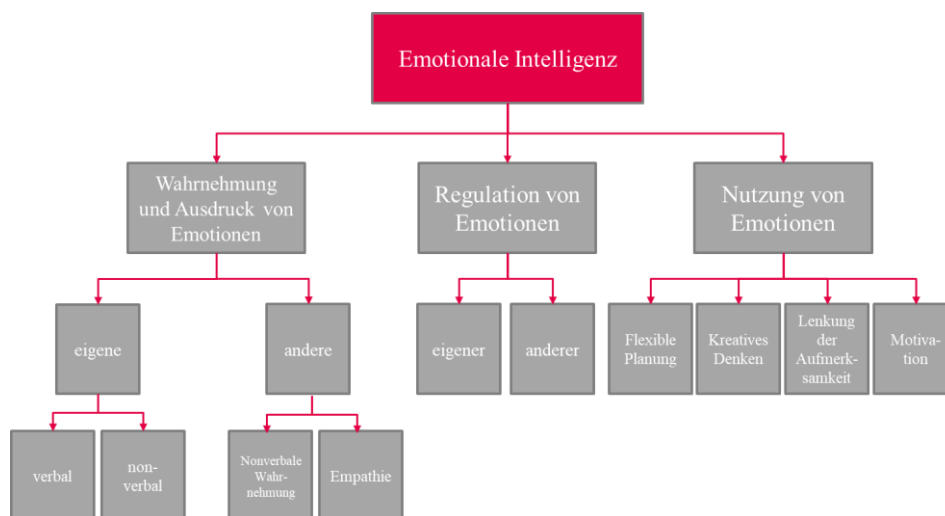 Emotionale Intelligenz
Wahrnehmung
und Ausdruck von
Emotionen
Regulation von
Emotionen
Nutzung von
Emotionen
eigene
andere
eigener
anderer
Flexible
Planung
Kreatives
Denken
Lenkung
der
Aufmerk-
samkeit
Motiva-
tion
verbal
non-
verbal
Nonverbale
Wahr-
nehmung
Empathie